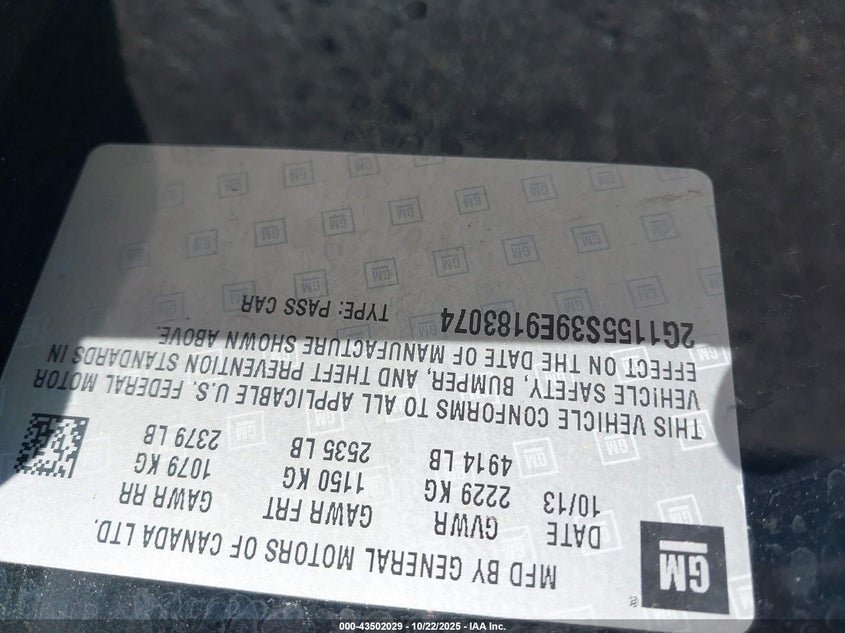 GM
MFD BY GENERAL MOTORS OF CANADA LTD.
DATE GVWR GAWR FRT GAWR RR
10/13 2229 KG 1150 KG 1079 KG
4914 LB 2535 LB 2379 LB
THIS VEHICLE CONFORMS TO ALL APPLICABLE U.S. FEDERAL MOTOR
VEHICLE SAFETY, BUMPER, AND THEFT PREVENTION STANDARDS IN
EFFECT ON THE DATE OF MANUFACTURE SHOWN ABOVE.
2G1155S39E9183074 TYPE: PASS CAR
000-43502029 - 10/22/2025 - IAA Inc.